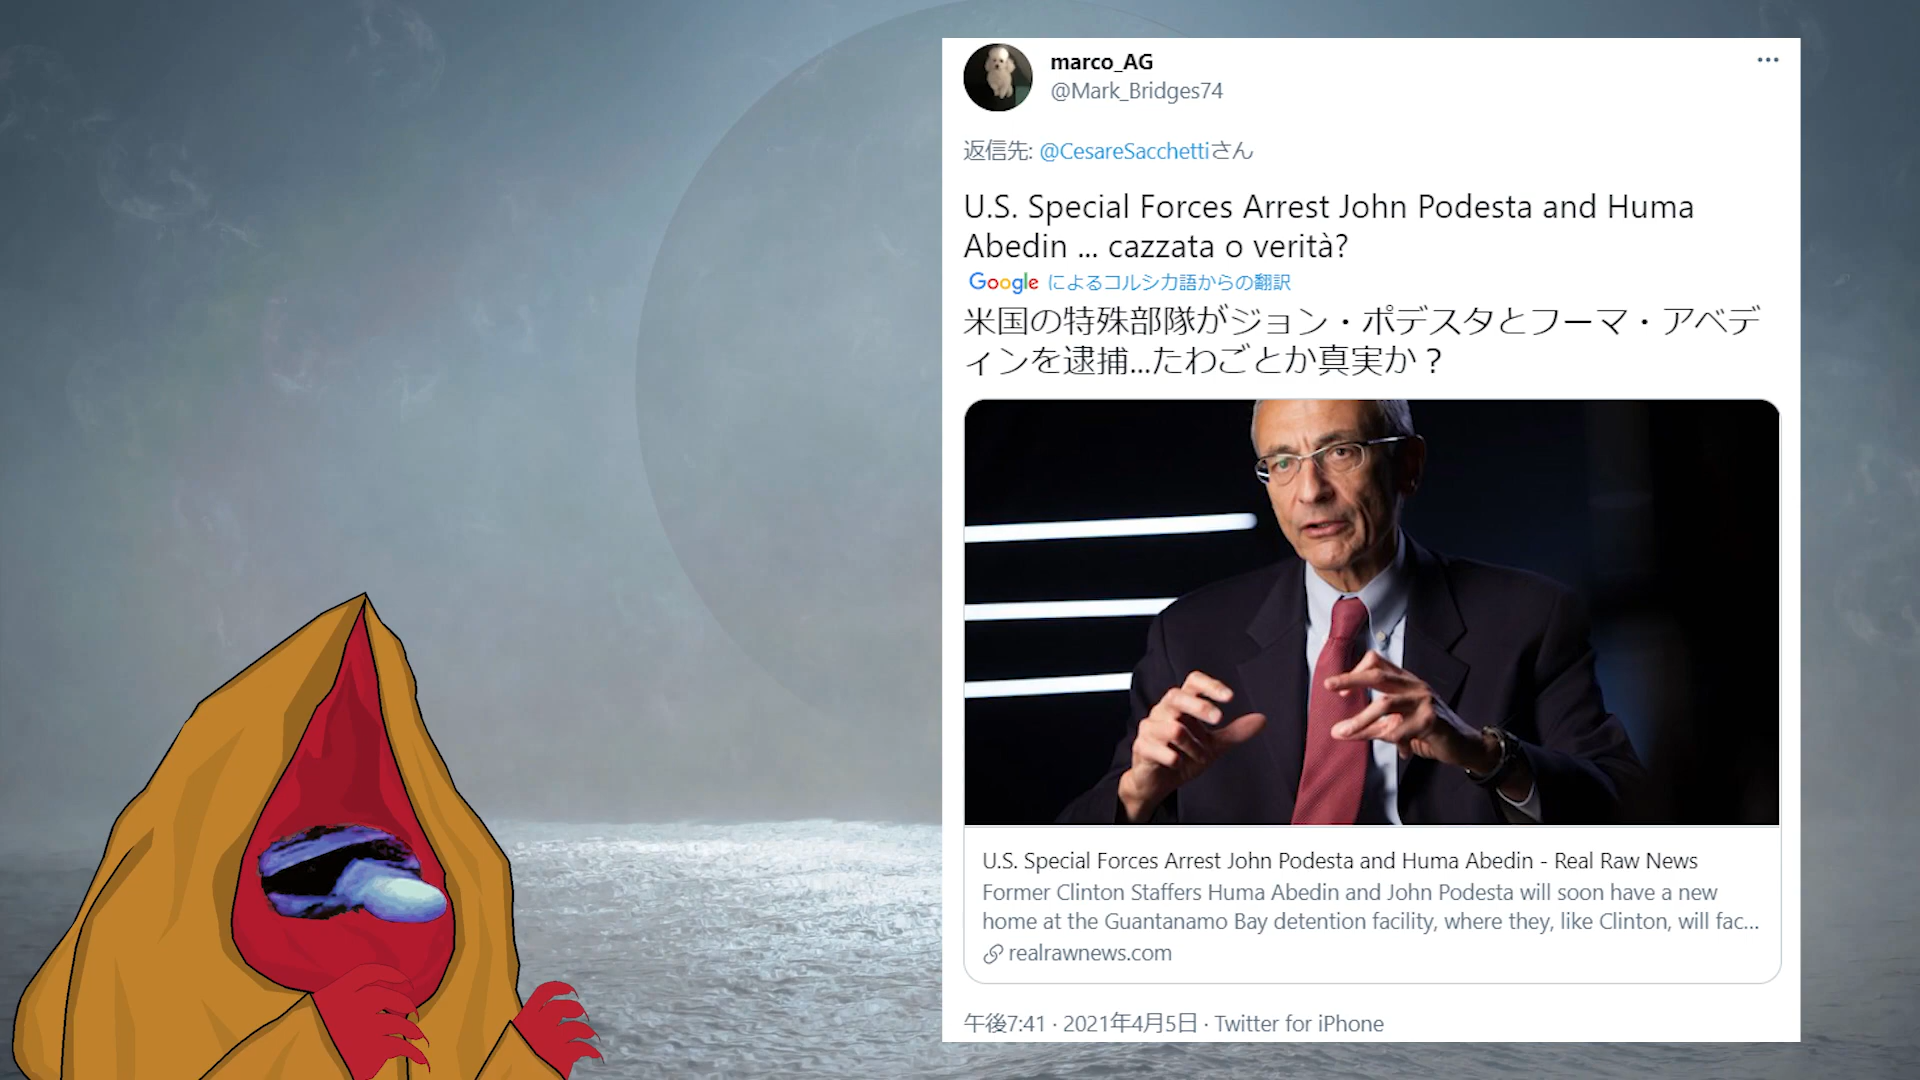 marco_AG
@Mark_Bridges74
返信先: @CesareSacchettiさん
U.S. Special Forces Arrest John Podesta and Huma
Abedin ... cazzata o verità?
Google によるコルシカ語からの翻訳
米国の特殊部隊がジョン・ポデスタとフーマ・アベデ
ィンを逮捕...たわごとか真実か？
U.S. Special Forces Arrest John Podesta and Huma Abedin - Real Raw News
Former Clinton Staffers Huma Abedin and John Podesta will soon have a new
home at the Guantanamo Bay detention facility, where they, like Clinton, will fac...
realrawnews.com
午後7:41 · 2021年4月5日 · Twitter for iPhone